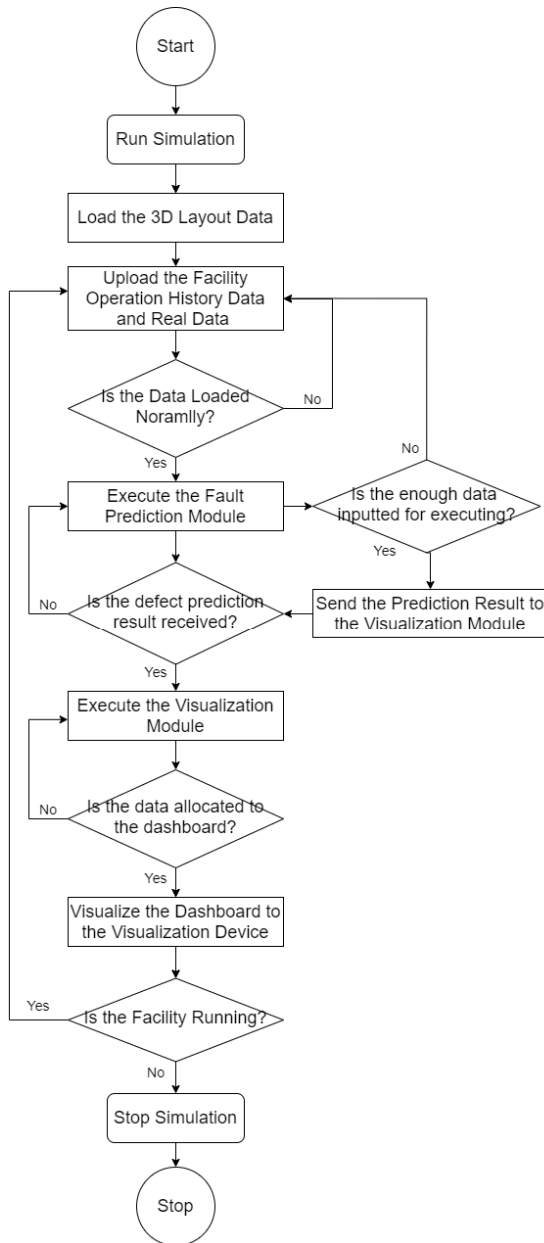 Start
Run Simulation
Load the 3D Layout Data
Upload the Facility
Operation History Data
and Real Data
Is the Data Loaded
Noramlly?
No
Yes
No
Execute the Fault
Prediction Module
Is the enough data
inputted for executing?
Yes
Is the defect prediction
result received?
No
Send the Prediction Result to
the Visualization Module
Yes
Execute the Visualization
Module
Is the data allocated to
the dashboard?
No
Yes
Visualize the Dashboard to
the Visualization Device
Is the Facility Running?
Yes
No
Stop Simulation
Stop